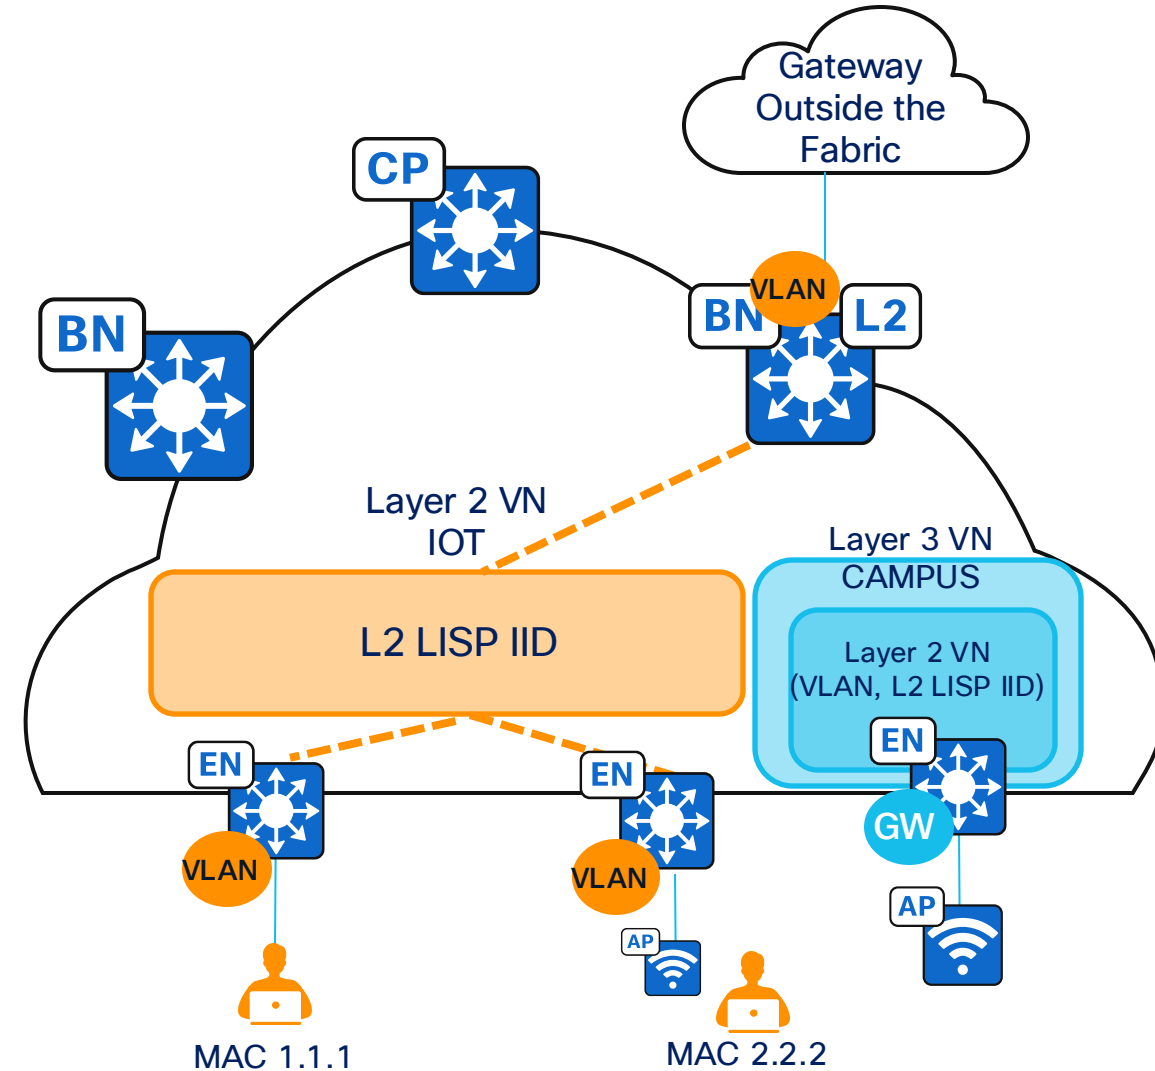 Gateway
Outside the
Fabric
CP
BN
BN
VLAN
L2
Layer 2 VN
IOT
Layer 3 VN
CAMPUS
L2 LISP IID
Layer 2 VN
(VLAN, L2 LISP IID)
EN
EN
EN
VLAN
VLAN
GW
AP
AP
MAC 1.1.1
MAC 2.2.2